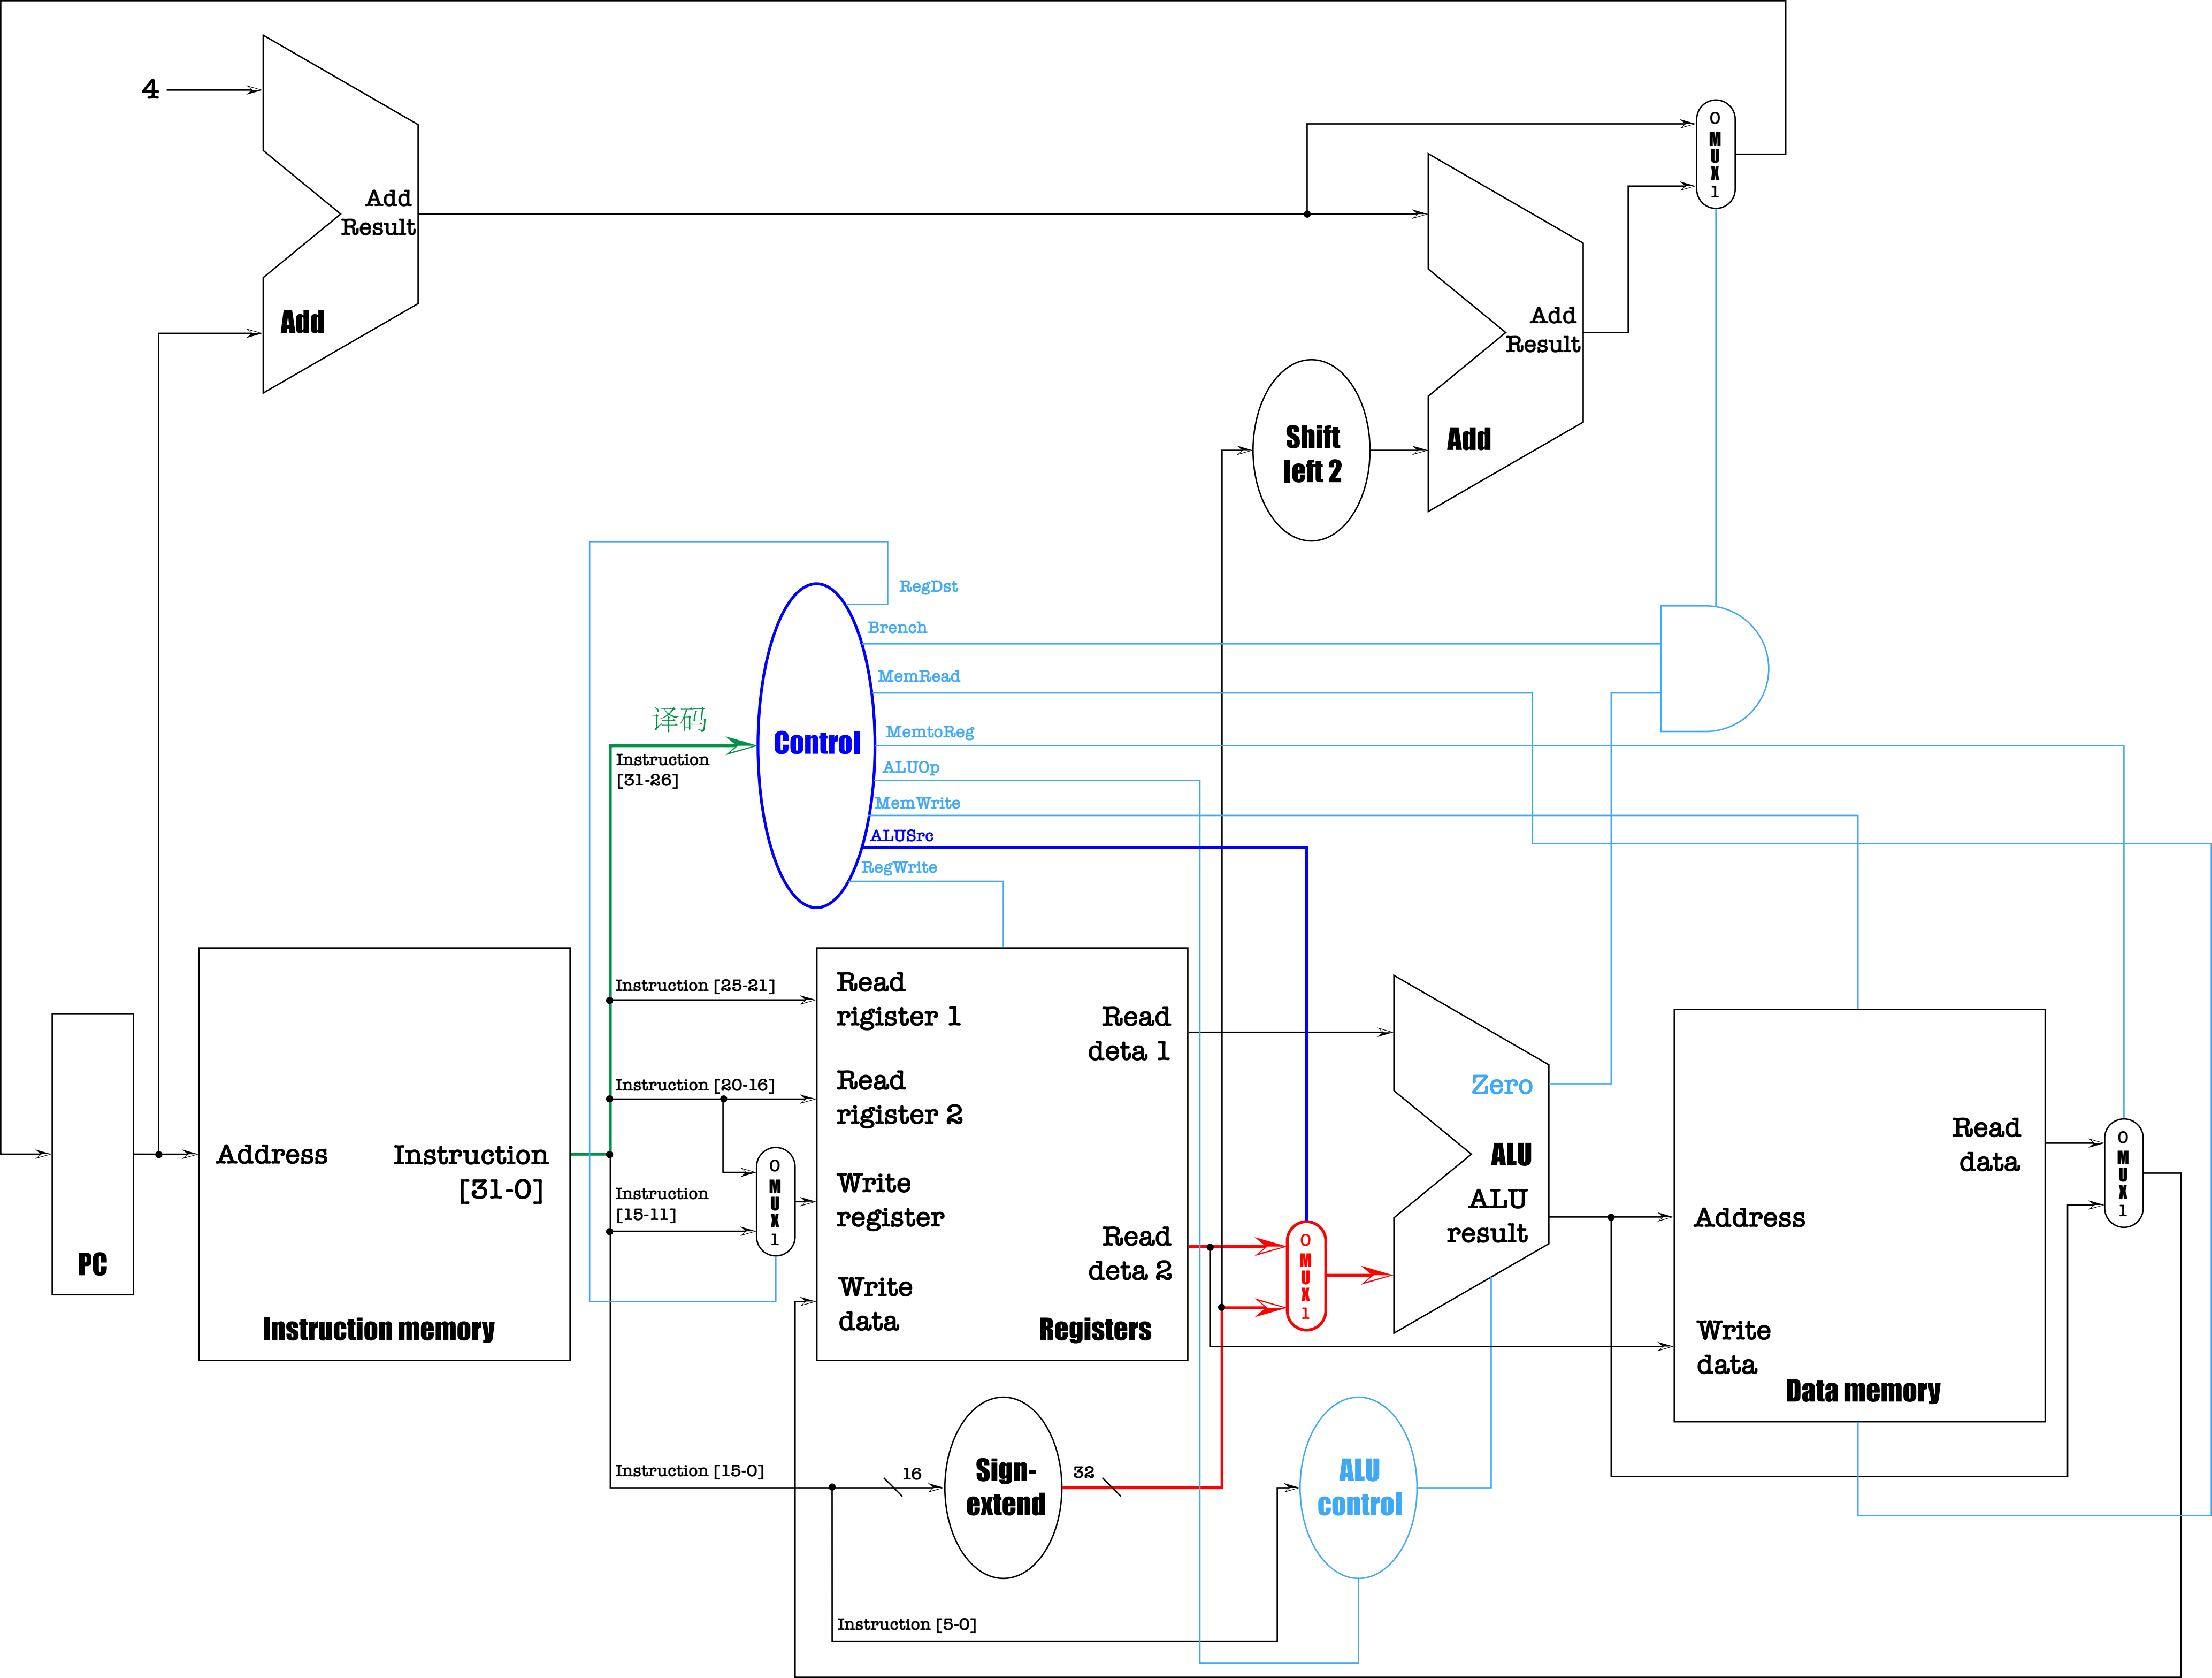 4
Add
Result
Add
0
MUX
1
Add
Result
Add
Shift
left 2
RegDst
Brench
MemRead
MemtoReg
ALUOp
MemWrite
ALUSrc
RegWrite
Control
译码
Instruction
[31-26]
Instruction [25-21]
Instruction [20-16]
Instruction
[15-11]
Instruction [15-0]
Instruction [5-0]
PC
Address
Instruction
[31-0]
Instruction memory
0
MUX
1
Read
rigister 1
Read
rigister 2
Write
register
Write
data
Read
deta 1
Read
deta 2
Registers
0
MUX
1
Zero
ALU
ALU
result
Address
Write
data
Read
data
Data memory
0
MUX
1
16
Sign-
extend
32
ALU
control